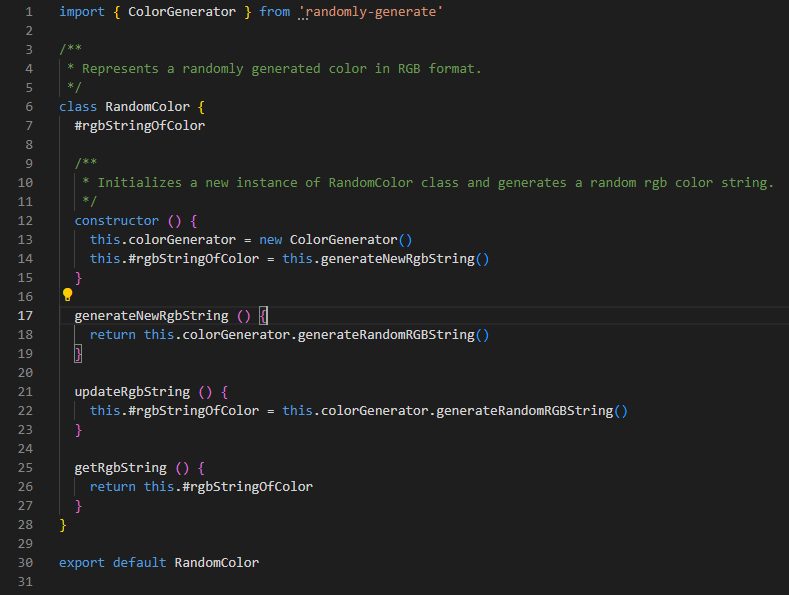 1 import { ColorGenerator } from 'randomly-generate'
2
3 /**
4  * Represents a randomly generated color in RGB format.
5  */
6 class RandomColor {
7   #rgbStringOfColor
8
9   /**
10    * Initializes a new instance of RandomColor class and generates a random rgb color string.
11    */
12   constructor () {
13     this.colorGenerator = new ColorGenerator()
14     this.#rgbStringOfColor = this.generateNewRgbString()
15   }
16
17   generateNewRgbString () {
18     return this.colorGenerator.generateRandomRGBString()
19   }
20
21   updateRgbString () {
22     this.#rgbStringOfColor = this.colorGenerator.generateRandomRGBString()
23   }
24
25   getRgbString () {
26     return this.#rgbStringOfColor
27   }
28 }
29
30 export default RandomColor
31